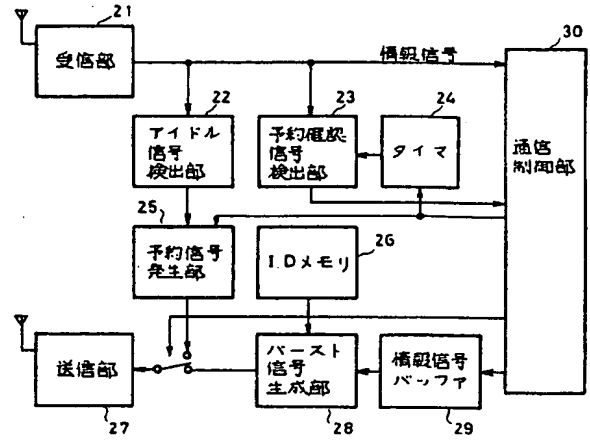 21
30
受信部
情報信号
22
23
24
アイドル
信号
検出部
予約確認
信号
検出部
タイマ
通信
制御部
25
26
予約信号
発生部
I.Dメモリ
送信部
バースト
信号
生成部
情報信号
バッファ
27
28
29